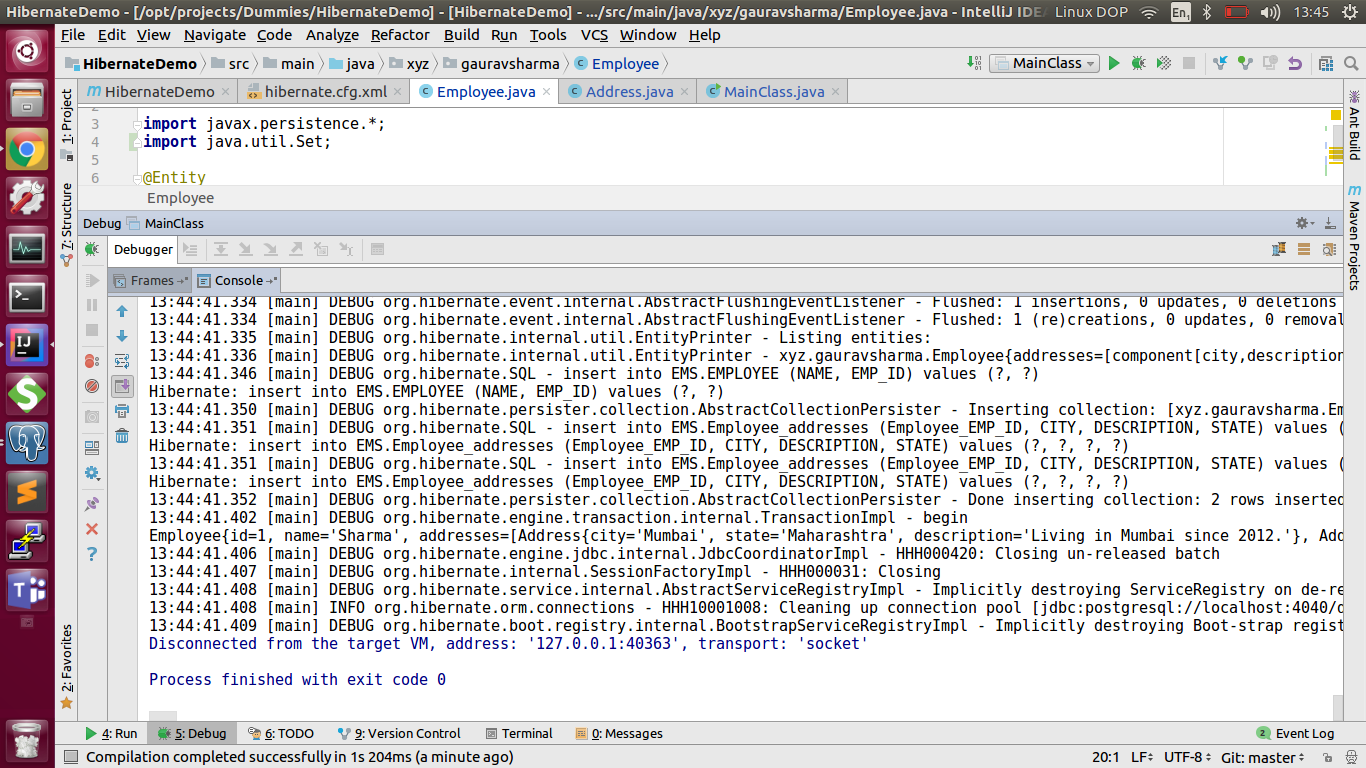 HibernateDemo - [/opt/projects/Dummies/HibernateDemo] - [HibernateDemo] - .../src/main/java/xyz/gauravsharma/Employee.java - IntelliJ IDEA Linux DOP En1 13:45
File Edit View Navigate Code Analyze Refactor Build Run Tools VCS Window Help
HibernateDemo src main java xyz gauravsharma Employee MainClass
HibernateDemo hibernate.cfg.xml Employee.java Address.java MainClass.java
1: Project
7: Structure
2: Favorites
Ant Build
Maven Projects
3 import javax.persistence.*;
4 import java.util.Set;
5
6 @Entity
Employee
Debug MainClass
Debugger
Frames Console
13:44:41.334 [main] DEBUG org.hibernate.event.internal.AbstractFlushingEventListener - Flushed: 1 insertions, 0 updates, 0 deletions
13:44:41.334 [main] DEBUG org.hibernate.event.internal.AbstractFlushingEventListener - Flushed: 1 (re)creations, 0 updates, 0 removal
13:44:41.335 [main] DEBUG org.hibernate.internal.util.EntityPrinter - Listing entities:
13:44:41.336 [main] DEBUG org.hibernate.internal.util.EntityPrinter - xyz.gauravsharma.Employee{addresses=[component[city,description
13:44:41.346 [main] DEBUG org.hibernate.SQL - insert into EMS.EMPLOYEE (NAME, EMP_ID) values (?, ?)
Hibernate: insert into EMS.EMPLOYEE (NAME, EMP_ID) values (?, ?)
13:44:41.350 [main] DEBUG org.hibernate.persister.collection.AbstractCollectionPersister - Inserting collection: [xyz.gauravsharma.Em
13:44:41.351 [main] DEBUG org.hibernate.SQL - insert into EMS.Employee_addresses (Employee_EMP_ID, CITY, DESCRIPTION, STATE) values (
Hibernate: insert into EMS.Employee_addresses (Employee_EMP_ID, CITY, DESCRIPTION, STATE) values (?, ?, ?, ?)
13:44:41.351 [main] DEBUG org.hibernate.SQL - insert into EMS.Employee_addresses (Employee_EMP_ID, CITY, DESCRIPTION, STATE) values (
Hibernate: insert into EMS.Employee_addresses (Employee_EMP_ID, CITY, DESCRIPTION, STATE) values (?, ?, ?, ?)
13:44:41.352 [main] DEBUG org.hibernate.persister.collection.AbstractCollectionPersister - Done inserting collection: 2 rows inserted
13:44:41.402 [main] DEBUG org.hibernate.engine.transaction.internal.TransactionImpl - begin
Employee{id=1, name='Sharma', addresses=[Address{city='Mumbai', state='Maharashtra', description='Living in Mumbai since 2012.'}, Add
13:44:41.406 [main] DEBUG org.hibernate.engine.jdbc.internal.JdbcCoordinatorImpl - HHH000420: Closing un-released batch
13:44:41.407 [main] DEBUG org.hibernate.internal.SessionFactoryImpl - HHH000031: Closing
13:44:41.408 [main] DEBUG org.hibernate.service.internal.AbstractServiceRegistryImpl - Implicitly destroying ServiceRegistry on de-re
13:44:41.408 [main] INFO org.hibernate.orm.connections - HHH10001008: Cleaning up connection pool [jdbc:postgresql://localhost:4040/
13:44:41.409 [main] DEBUG org.hibernate.boot.registry.internal.BootstrapServiceRegistryImpl - Implicitly destroying Boot-strap regist
Disconnected from the target VM, address: '127.0.0.1:40363', transport: 'socket'
Process finished with exit code 0
4: Run 5: Debug 6: TODO 9: Version Control Terminal 0: Messages 2 Event Log
Compilation completed successfully in 1s 204ms (a minute ago) 20:1 LF UTF-8 Git: master